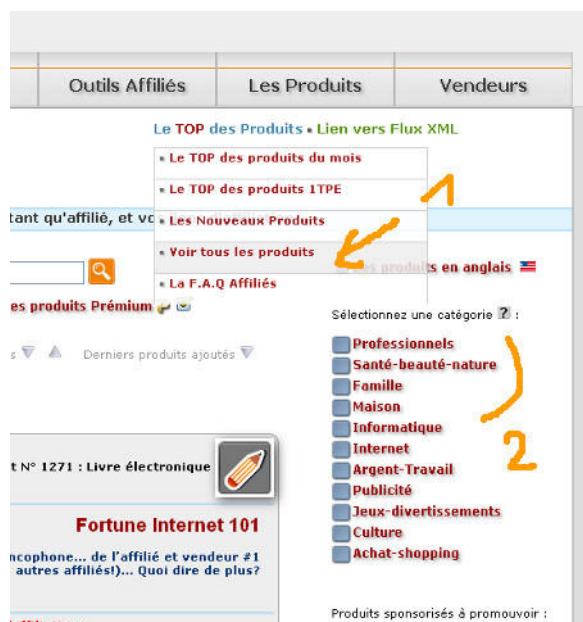 Outils Affiliés Les Produits Vendeurs
Le TOP des Produits • Lien vers Flux XML
Le TOP des produits du mois
Le TOP des produits 1TPE
1
tant qu'affilié, et
Les Nouveaux Produits
Voir tous les produits
produits en anglais
La F.A.Q Affiliés
es produits Prémium
Sélectionnez une catégorie ? :
s Derniers produits ajoutés
Professionnels
Santé-beauté-nature
Famille
Maison
Informatique
Internet
Argent-Travail
Publicité
Jeux-divertissements
Culture
Achat-shopping
2
t N° 1271 : Livre électronique
Fortune Internet 101
ncophone... de l'affilié et vendeur #1
autres affiliés!)... Quoi dire de plus?
Produits sponsorisés à promouvoir :